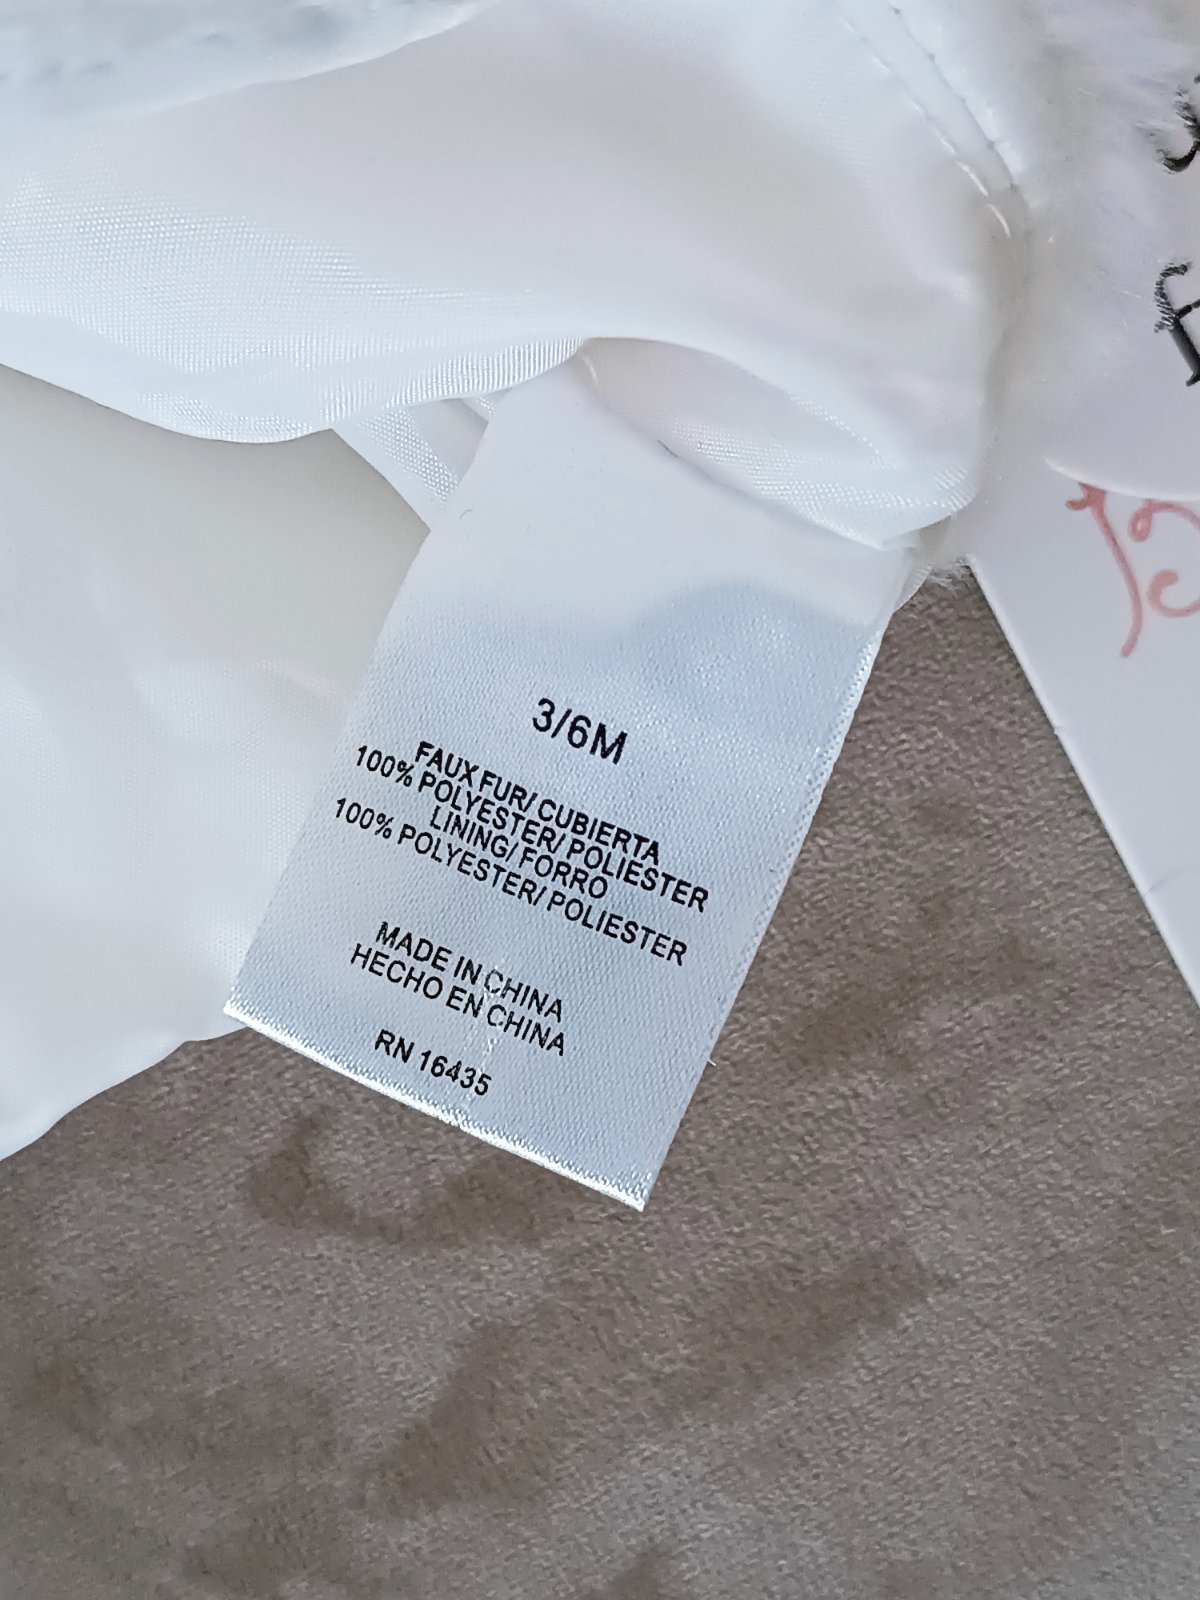 3/6M
FAUX FUR/ CUBIERTA
100% POLYESTER/ POLIESTER
LINING/ FORRO
100% POLYESTER/ POLIESTER
MADE IN CHINA
HECHO EN CHINA
RN 16435